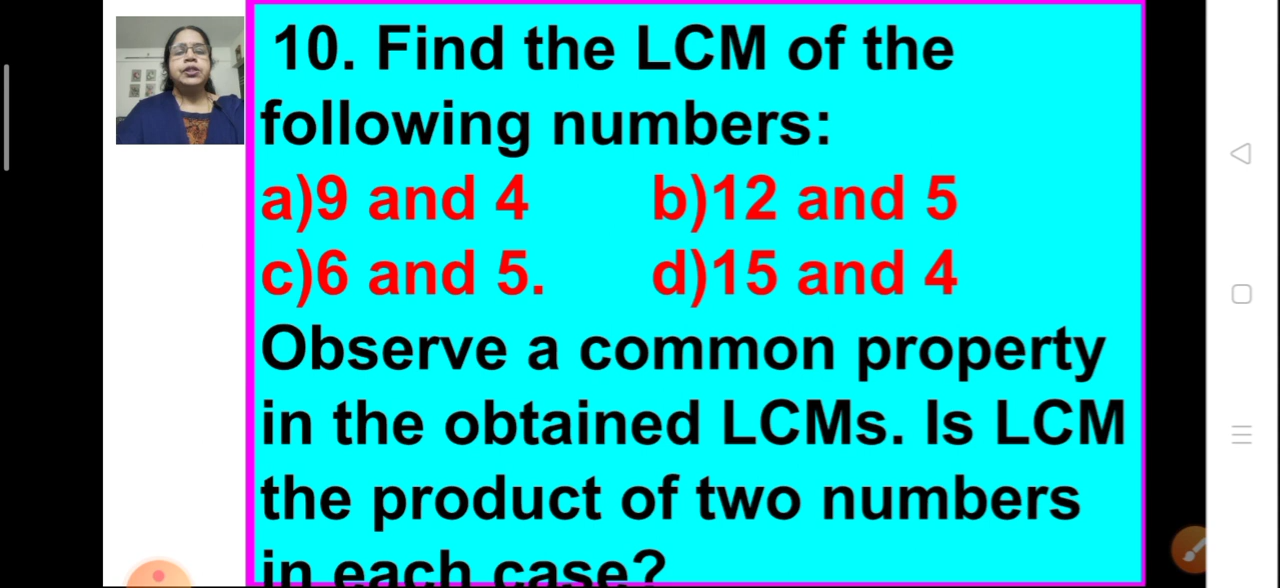 10. Find the LCM of the
following numbers:
a)9 and 4 b)12 and 5
c)6 and 5. d)15 and 4
Observe a common property
in the obtained LCMs. Is LCM
the product of two numbers
in each case?